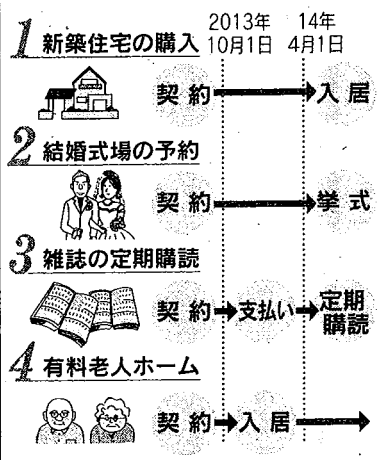 2013年 14年
10月1日 4月1日
1 新築住宅の購入
契約 入居
2 結婚式場の予約
契約 挙式
3 雑誌の定期購読
契約 支払い 定期
購読
4 有料老人ホーム
契約 入居